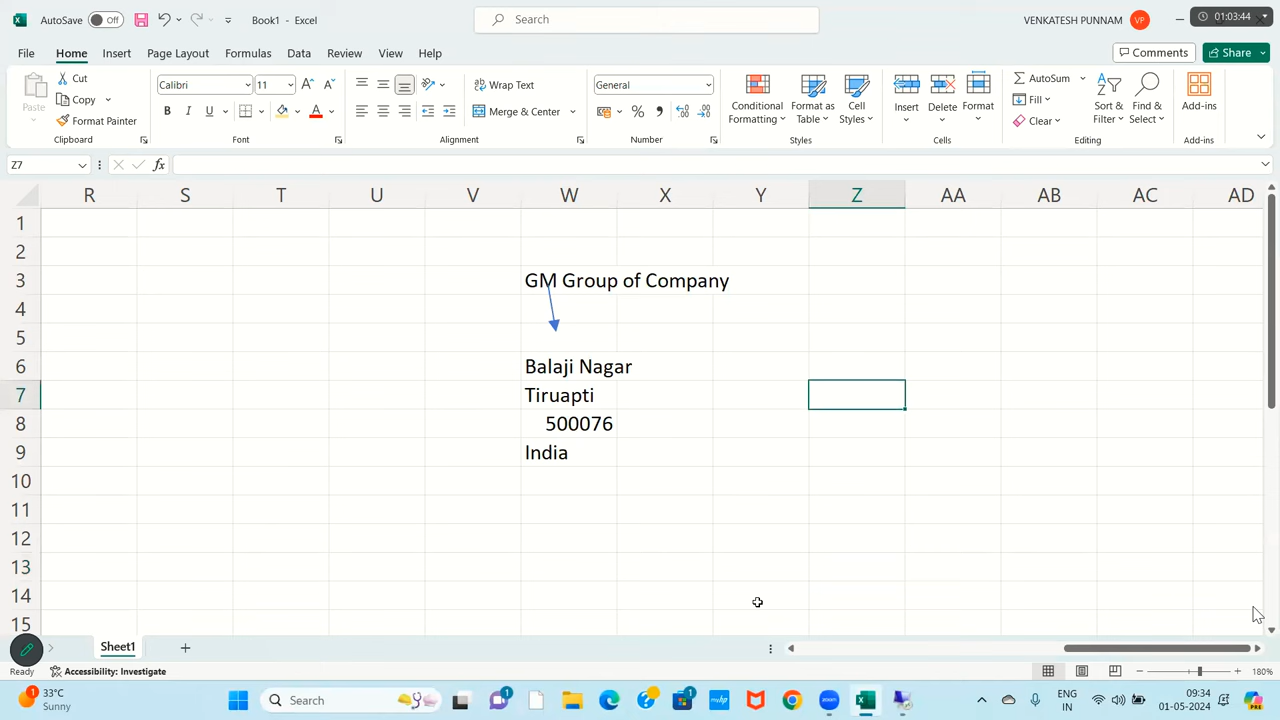 AutoSave Off Book1 - Excel Search VENKATESH PUNNAM VP 01:03:44
File Home Insert Page Layout Formulas Data Review View Help Comments Share
Paste Cut Copy Format Painter Clipboard
Calibri 11 B I U Font
Wrap Text Merge & Center Alignment
General % , Number
Conditional Formatting Format as Table Cell Styles Styles
Insert Delete Format Cells
AutoSum Fill Clear Sort & Filter Find & Select Editing
Add-ins Add-ins
Z7 fx
R S T U V W X Y Z AA AB AC AD
1
2
3 GM Group of Company
4
5
6 Balaji Nagar
7 Tiruapti
8 500076
9 India
10
11
12
13
14
15
Sheet1
Ready Accessibility: Investigate 180%
33°C Sunny Search ENG IN 09:34 01-05-2024